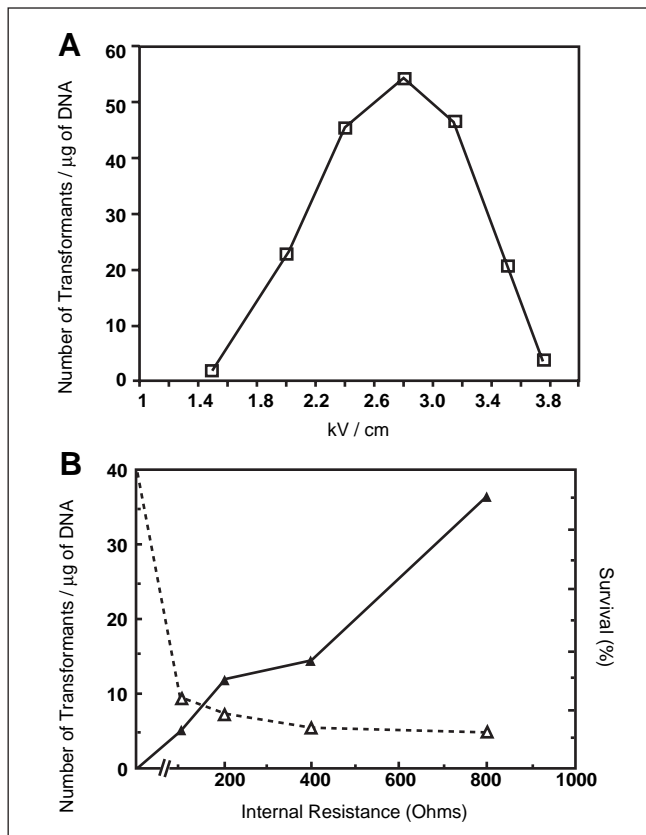 A
Number of Transformants / µg of DNA
60
50
40
30
20
10
0
1 1.4 1.8 2.2 2.6 3.0 3.4 3.8
kV / cm
B
Number of Transformants / µg of DNA
40
30
20
10
0
200 400 600 800 1000
Internal Resistance (Ohms)
Survival (%)